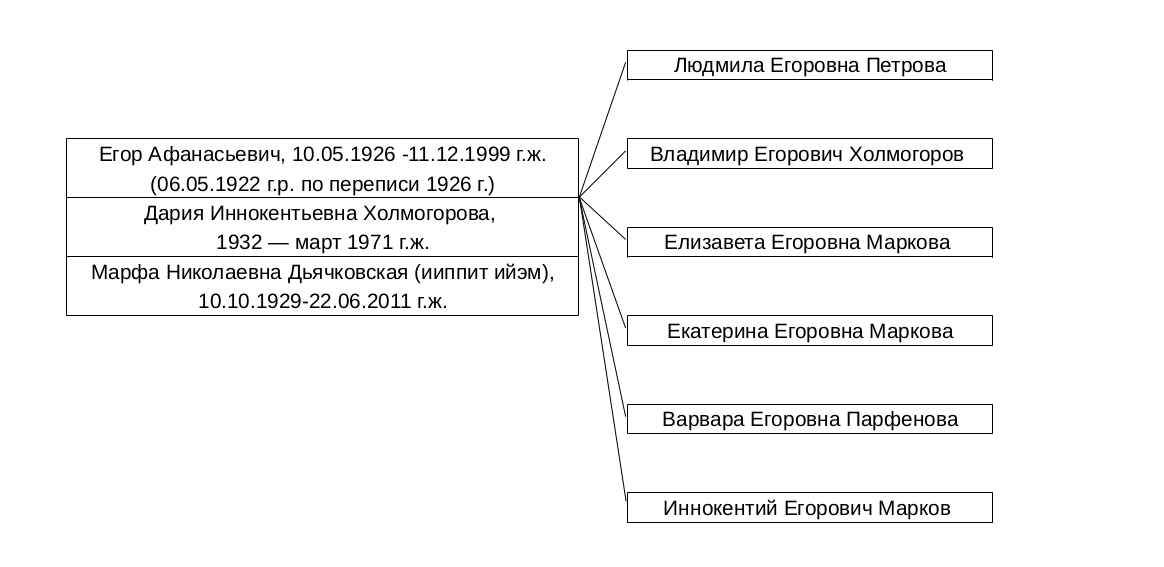 Егор Афанасьевич, 10.05.1926 -11.12.1999 г.ж.
(06.05.1922 г.р. по переписи 1926 г.)
Дария Иннокентьевна Холмогорова,
1932 — март 1971 г.ж.
Марфа Николаевна Дьячковская (ииппит ийэм),
10.10.1929-22.06.2011 г.ж.
Людмила Егоровна Петрова
Владимир Егорович Холмогоров
Елизавета Егоровна Маркова
Екатерина Егоровна Маркова
Варвара Егоровна Парфенова
Иннокентий Егорович Марков